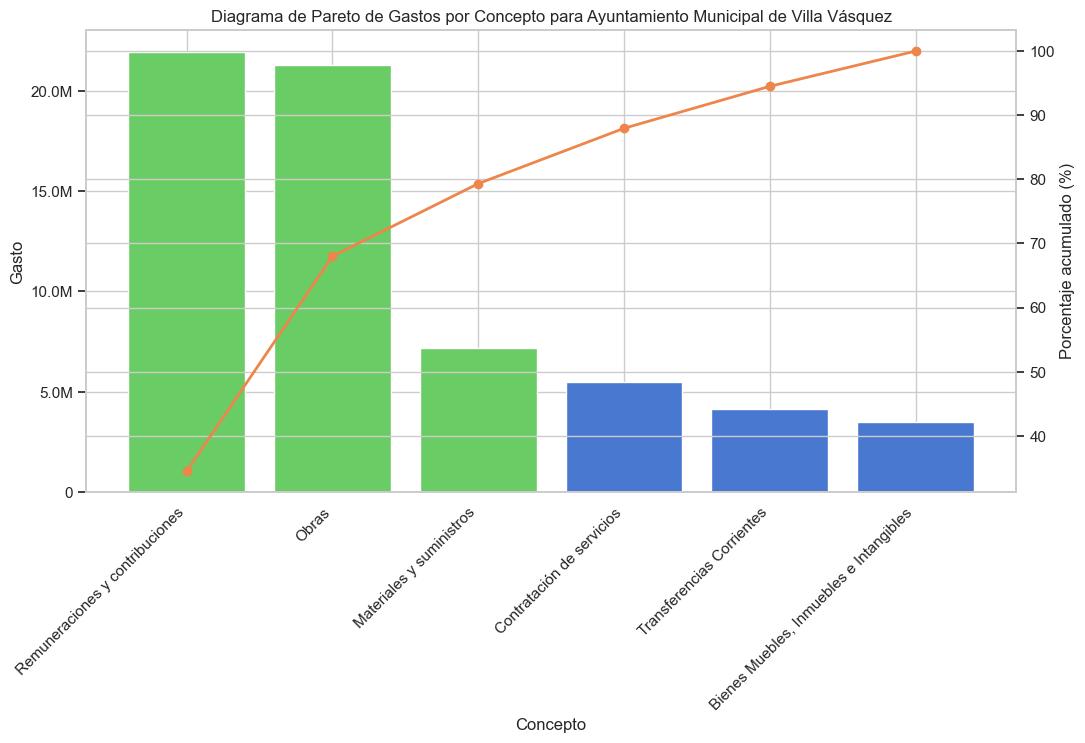 Diagrama de Pareto de Gastos por Concepto para Ayuntamiento Municipal de Villa Vásquez
Gasto
20.0M
15.0M
10.0M
5.0M
0
100
90
80
70
60
50
40
Porcentaje acumulado (%)
Remuneraciones y contribuciones
Obras
Materiales y suministros
Contratación de servicios
Transferencias Corrientes
Bienes Muebles, Inmuebles e Intangibles
Concepto